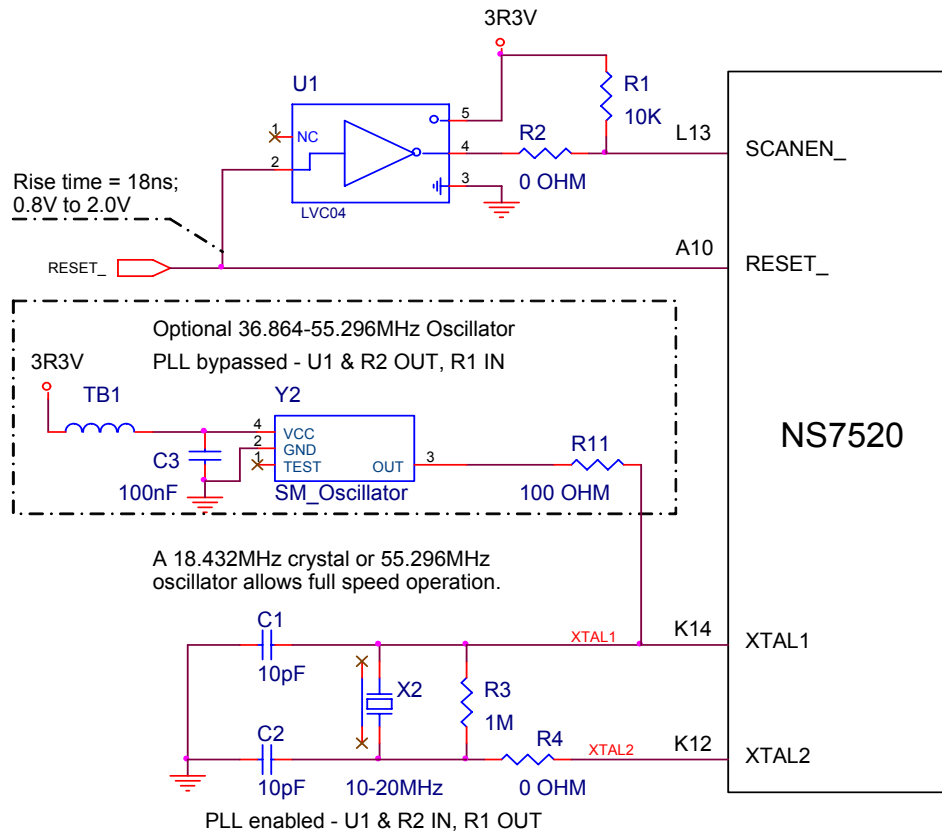 3R3V
U1
R1
10K
5
1
NC
R2
L13
4
2
SCANEN_
3
0 OHM
Rise time = 18ns;
0.8V to 2.0V
LVC04
A10
RESET_
RESET_
Optional 36.864-55.296MHz Oscillator
PLL bypassed - U1 & R2 OUT, R1 IN
3R3V
TB1
Y2
4
VCC
2
GND
1
TEST
OUT
3
R11
C3
100nF
SM_Oscillator
100 OHM
NS7520
A 18.432MHz crystal or 55.296MHz
oscillator allows full speed operation.
C1
10pF
XTAL1
K14
XTAL1
X2
R3
1M
C2
10pF
R4
XTAL2
K12
XTAL2
10-20MHz
0 OHM
PLL enabled - U1 & R2 IN, R1 OUT